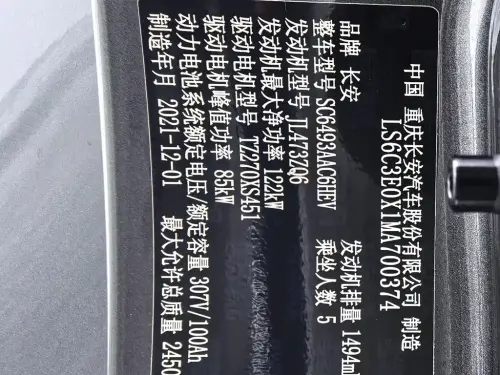 中国 重庆长安汽车股份有限公司 制造
LS6C3E0X1MA700374
品牌 长安
整车型号 SC6493AAC6HEV
发动机型号 JL473ZQ6 发动机排量 1494ml
发动机最大净功率 122kW 乘坐人数 5
驱动电机型号 TZ270XS451
驱动电机峰值功率 85kW
动力电池系统额定电压/额定容量 307V/100Ah
制造年月 2021-12-01 最大允许总质量 2450